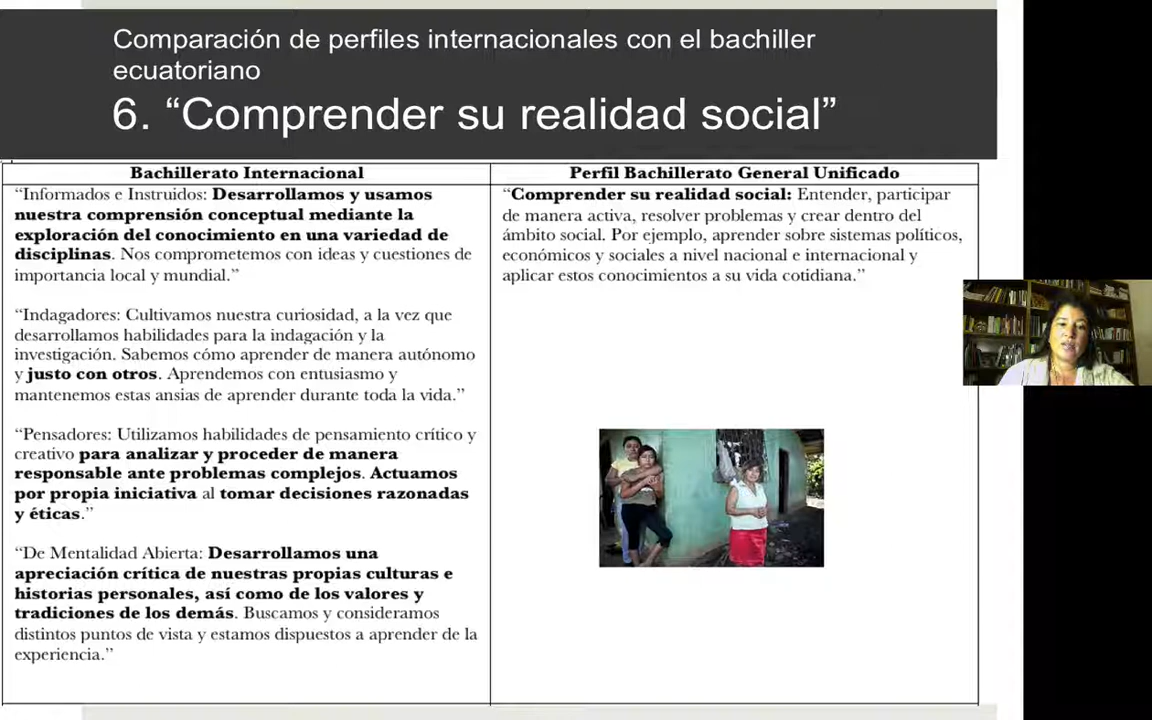 Comparación de perfiles internacionales con el bachiller
ecuatoriano
6. “Comprender su realidad social”
Bachillerato Internacional
“Informados e Instruidos: Desarrollamos y usamos
nuestra comprensión conceptual mediante la
exploración del conocimiento en una variedad de
disciplinas. Nos comprometemos con ideas y cuestiones de
importancia local y mundial.”
“Indagadores: Cultivamos nuestra curiosidad, a la vez que
desarrollamos habilidades para la indagación y la
investigación. Sabemos cómo aprender de manera autónomo
y justo con otros. Aprendemos con entusiasmo y
mantenemos estas ansias de aprender durante toda la vida.”
“Pensadores: Utilizamos habilidades de pensamiento crítico y
creativo para analizar y proceder de manera
responsable ante problemas complejos. Actuamos
por propia iniciativa al tomar decisiones razonadas
y éticas.”
“De Mentalidad Abierta: Desarrollamos una
apreciación crítica de nuestras propias culturas e
historias personales, así como de los valores y
tradiciones de los demás. Buscamos y consideramos
distintos puntos de vista y estamos dispuestos a aprender de la
experiencia.”
Perfil Bachillerato General Unificado
“Comprender su realidad social: Entender, participar
de manera activa, resolver problemas y crear dentro del
ámbito social. Por ejemplo, aprender sobre sistemas políticos,
económicos y sociales a nivel nacional e internacional y
aplicar estos conocimientos a su vida cotidiana.”